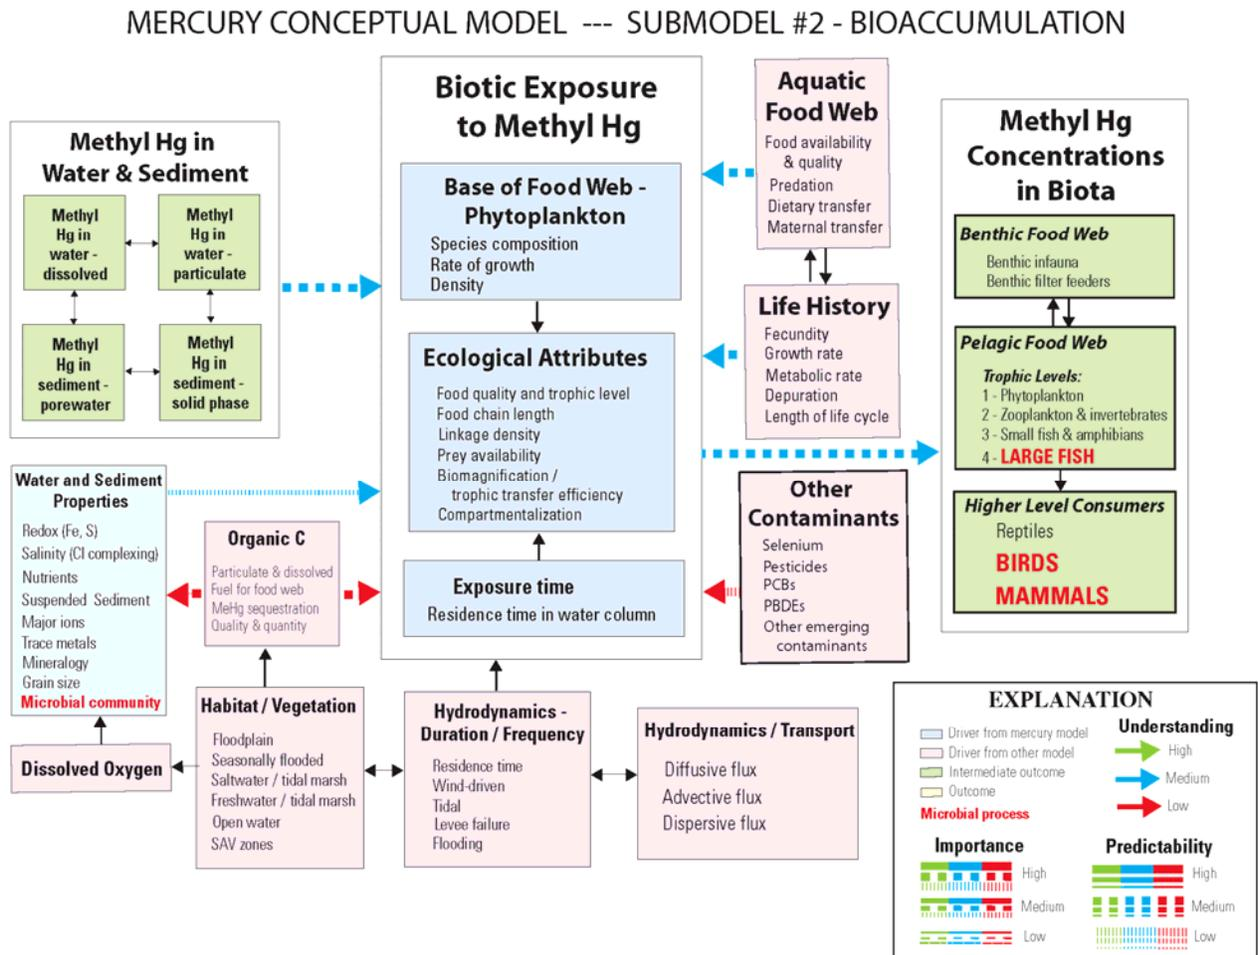 MERCURY CONCEPTUAL MODEL --- SUBMODEL #2 - BIOACCUMULATION
Methyl Hg in
Water & Sediment
Methyl
Hg in
water -
dissolved
Methyl
Hg in
water -
particulate
Methyl
Hg in
sediment -
porewater
Methyl
Hg in
sediment -
solid phase
Biotic Exposure
to Methyl Hg
Base of Food Web -
Phytoplankton
Species composition
Rate of growth
Density
Ecological Attributes
Food quality and trophic level
Food chain length
Linkage density
Prey availability
Biomagnification /
trophic transfer efficiency
Compartmentalization
Exposure time
Residence time in water column
Aquatic
Food Web
Food availability
& quality
Predation
Dietary transfer
Maternal transfer
Life History
Fecundity
Growth rate
Metabolic rate
Depuration
Length of life cycle
Other
Contaminants
Selenium
Pesticides
PCBs
PBDEs
Other emerging
contaminants
Methyl Hg
Concentrations
in Biota
Benthic Food Web
Benthic infauna
Benthic filter feeders
Pelagic Food Web
Trophic Levels:
1 - Phytoplankton
2 - Zooplankton & invertebrates
3 - Small fish & amphibians
4 - LARGE FISH
Higher Level Consumers
Reptiles
BIRDS
MAMMALS
Water and Sediment
Properties
Redox (Fe, S)
Salinity (Cl complexing)
Nutrients
Suspended Sediment
Major ions
Trace metals
Mineralogy
Grain size
Microbial community
Organic C
Particulate & dissolved
Fuel for food web
MeHg sequestration
Quality & quantity
Dissolved Oxygen
Habitat / Vegetation
Floodplain
Seasonally flooded
Saltwater / tidal marsh
Freshwater / tidal marsh
Open water
SAV zones
Hydrodynamics -
Duration / Frequency
Residence time
Wind-driven
Tidal
Levee failure
Flooding
Hydrodynamics / Transport
Diffusive flux
Advective flux
Dispersive flux
EXPLANATION
Driver from mercury model
Driver from other model
Intermediate outcome
Outcome
Microbial process
Understanding
High
Medium
Low
Importance
High
Medium
Low
Predictability
High
Medium
Low